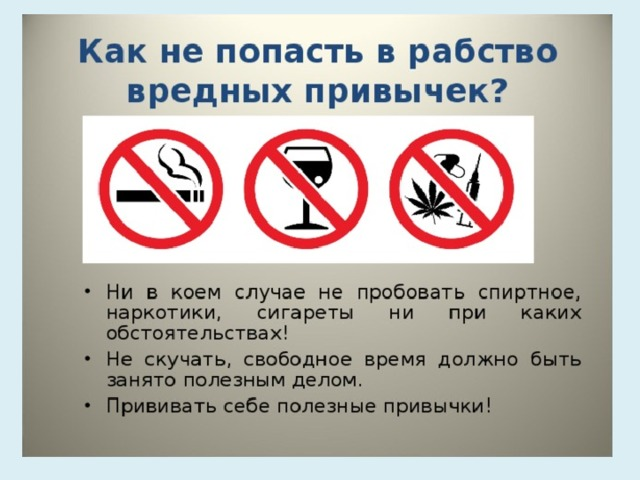 Как не попасть в рабство
вредных привычек?
• Ни в коем случае не пробовать спиртное,
наркотики, сигареты ни при каких
обстоятельствах!
• Не скучать, свободное время должно быть
занято полезным делом.
• Прививать себе полезные привычки!